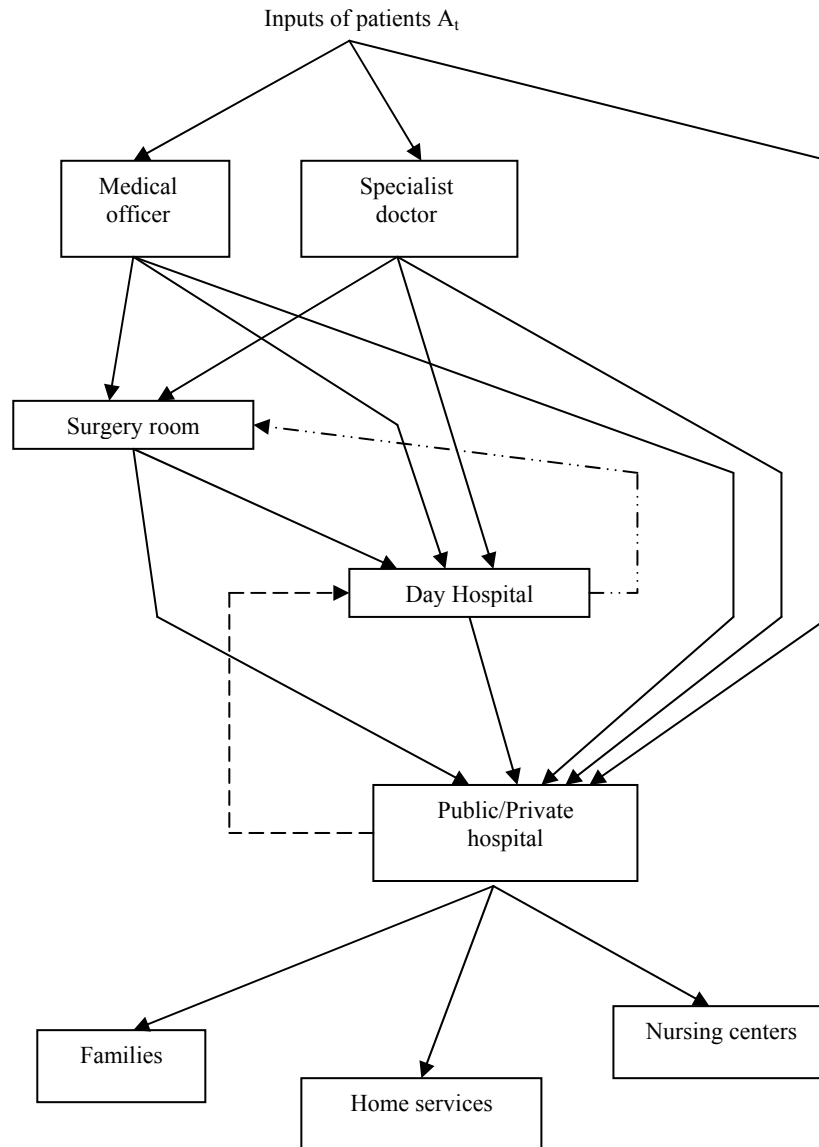 Inputs of patients At
Medical
officer
Specialist
doctor
Surgery room
Day Hospital
Public/Private
hospital
Nursing centers
Families
Home services